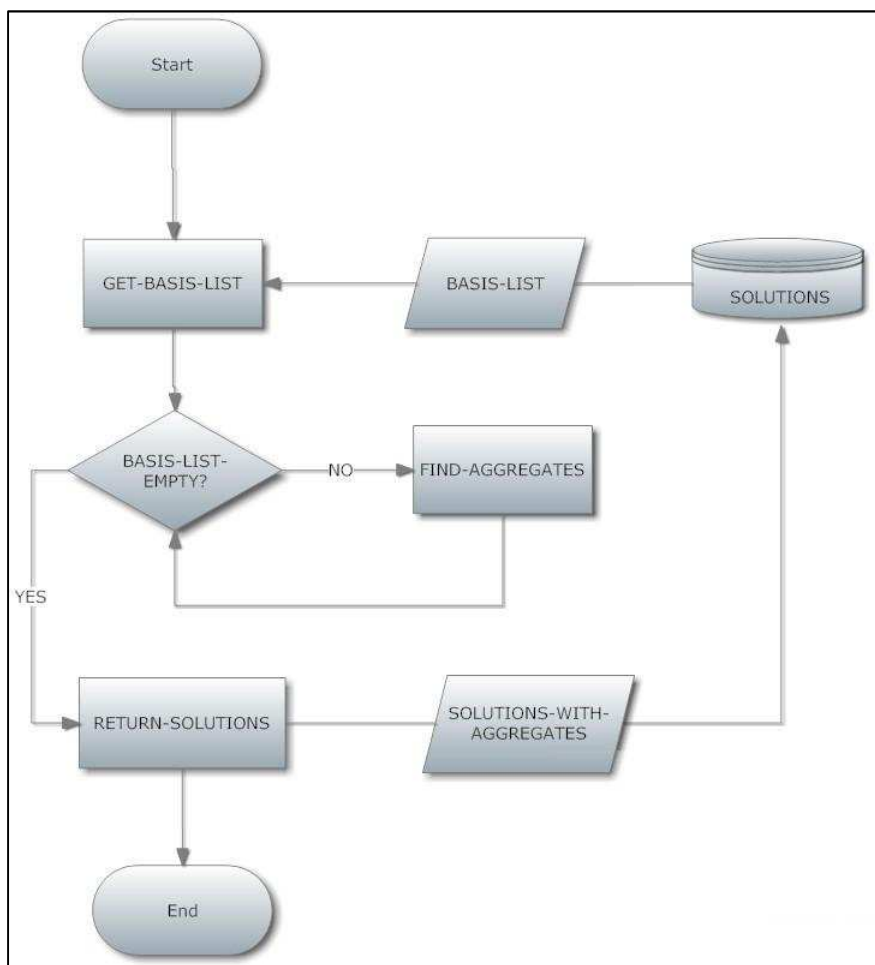 Start
GET-BASIS-LIST
BASIS-LIST
SOLUTIONS
BASIS-LIST-
EMPTY?
NO
FIND-AGGREGATES
YES
RETURN-SOLUTIONS
SOLUTIONS-WITH-
AGGREGATES
End